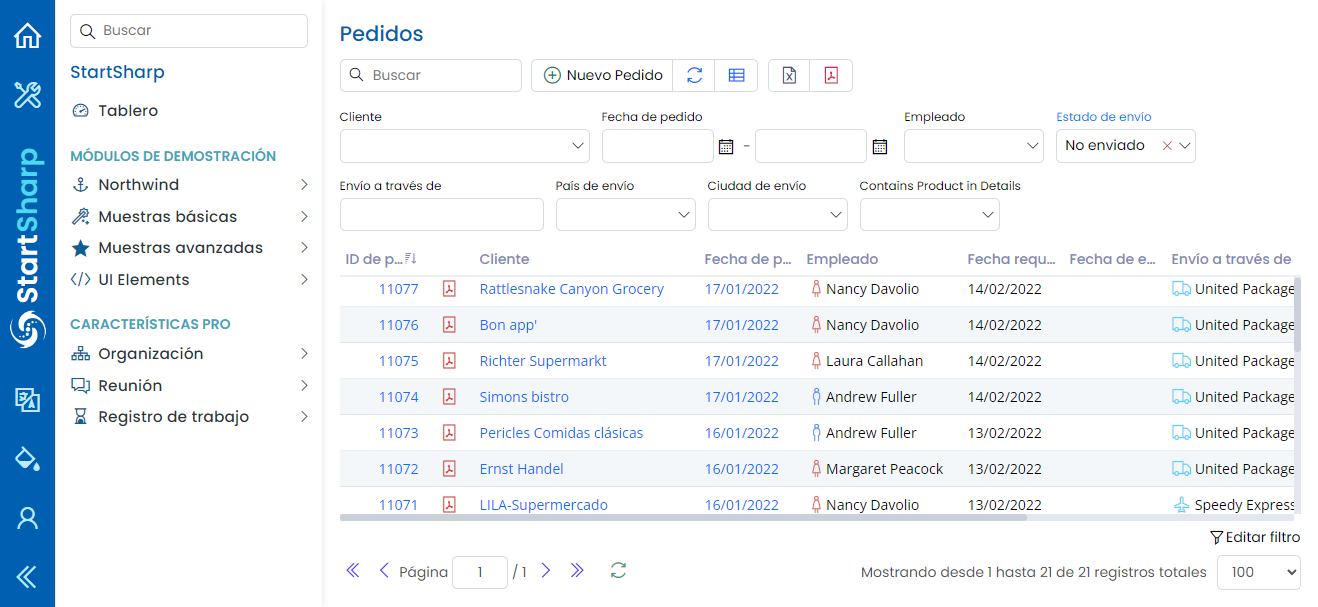 StartSharp
Buscar
StartSharp
Tablero
MÓDULOS DE DEMOSTRACIÓN
Northwind
Muestras básicas
Muestras avanzadas
UI Elements
CARACTERÍSTICAS PRO
Organización
Reunión
Registro de trabajo
Pedidos
Buscar Nuevo Pedido
Cliente Fecha de pedido Empleado Estado de envío
- No enviado
Envío a través de País de envío Ciudad de envío Contains Product in Details
ID de p... Cliente Fecha de p... Empleado Fecha requ... Fecha de e... Envío a través de
11077 Rattlesnake Canyon Grocery 17/01/2022 Nancy Davolio 14/02/2022 United Package
11076 Bon app' 17/01/2022 Nancy Davolio 14/02/2022 United Package
11075 Richter Supermarkt 17/01/2022 Laura Callahan 14/02/2022 United Package
11074 Simons bistro 17/01/2022 Andrew Fuller 14/02/2022 United Package
11073 Pericles Comidas clásicas 16/01/2022 Andrew Fuller 13/02/2022 United Package
11072 Ernst Handel 16/01/2022 Margaret Peacock 13/02/2022 United Package
11071 LILA-Supermercado 16/01/2022 Nancy Davolio 13/02/2022 Speedy Express
Editar filtro
Página 1 / 1 Mostrando desde 1 hasta 21 de 21 registros totales 100